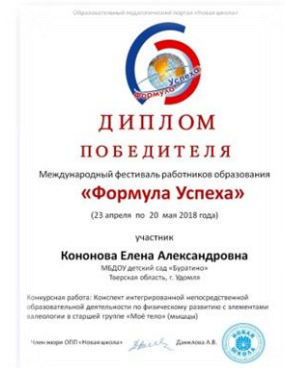 Образовательный педагогический портал «Новая школа»
Формула Успеха
ДИПЛОМ
ПОБЕДИТЕЛЯ
Международный фестиваль работников образования
«Формула Успеха»
(23 апреля по 20 мая 2018 года)
участник
Кононова Елена Александровна
МБДОУ детский сад «Буратино»
Тверская область, г. Удомля
Конкурсная работа: Конспект интегрированной непосредственной
образовательной деятельности по физическому развитию с элементами
валеологии в старшей группе «Моё тело» (мышцы)
Член жюри ОПП «Новая школа» Данилова А.В.
НОВАЯ
ШКОЛА